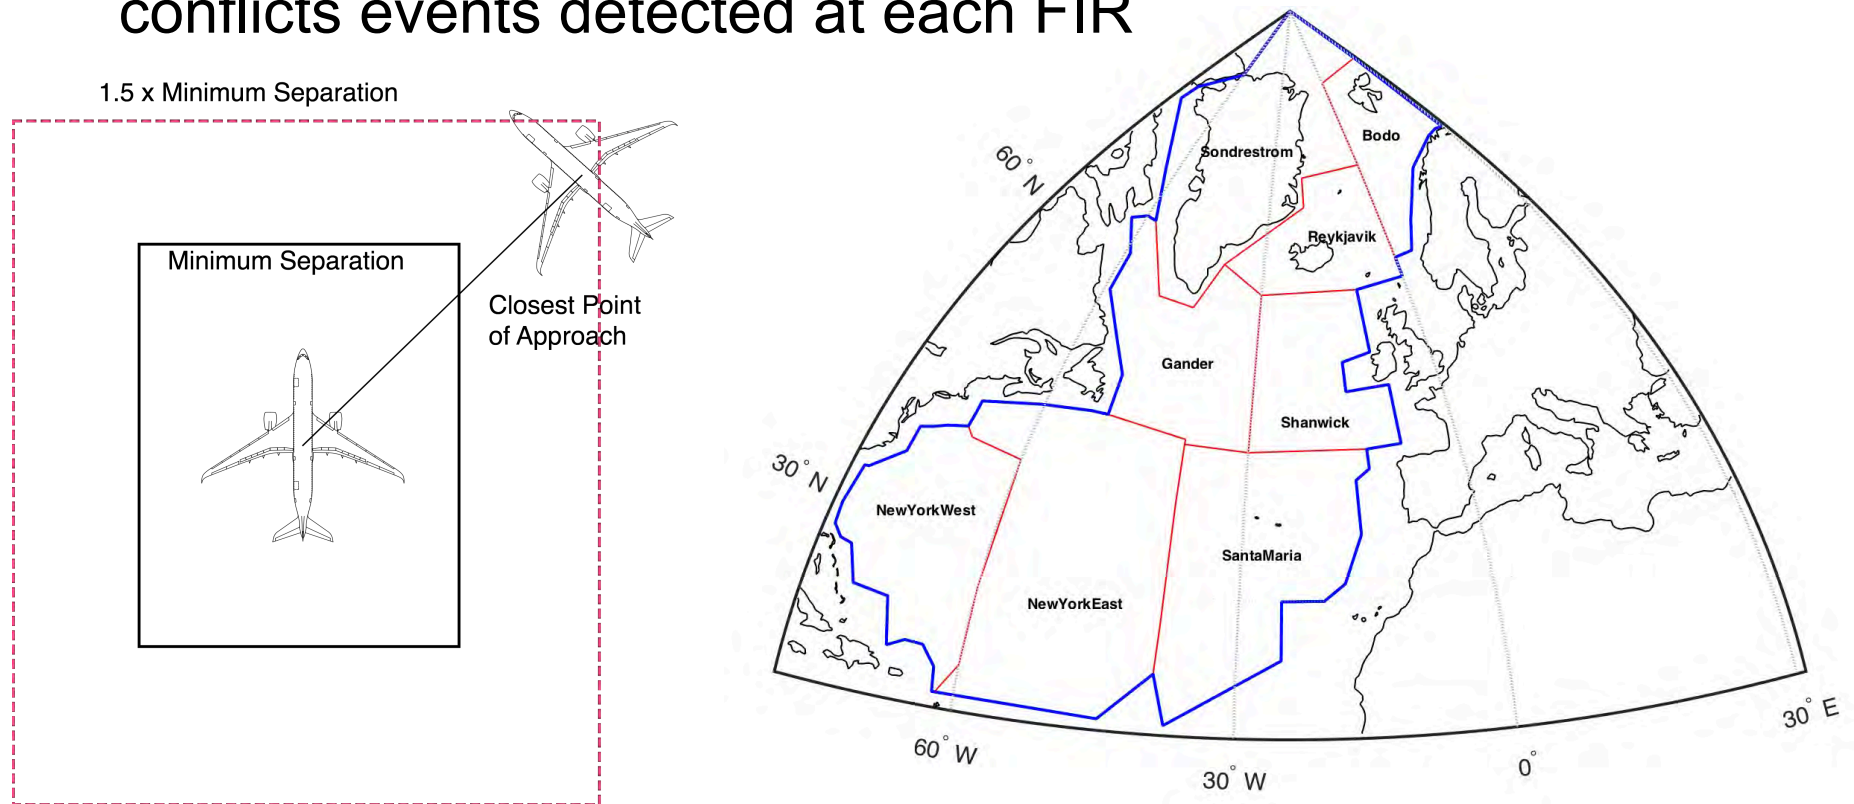 conflicts events detected at each FIR
1.5 x Minimum Separation
Minimum Separation
Closest Point
of Approach
60° N
30° N
Sondrestrom
Bodo
Reykjavik
Gander
Shanwick
NewYorkWest
SantaMaria
NewYorkEast
60° W
30° W
0°
30° E